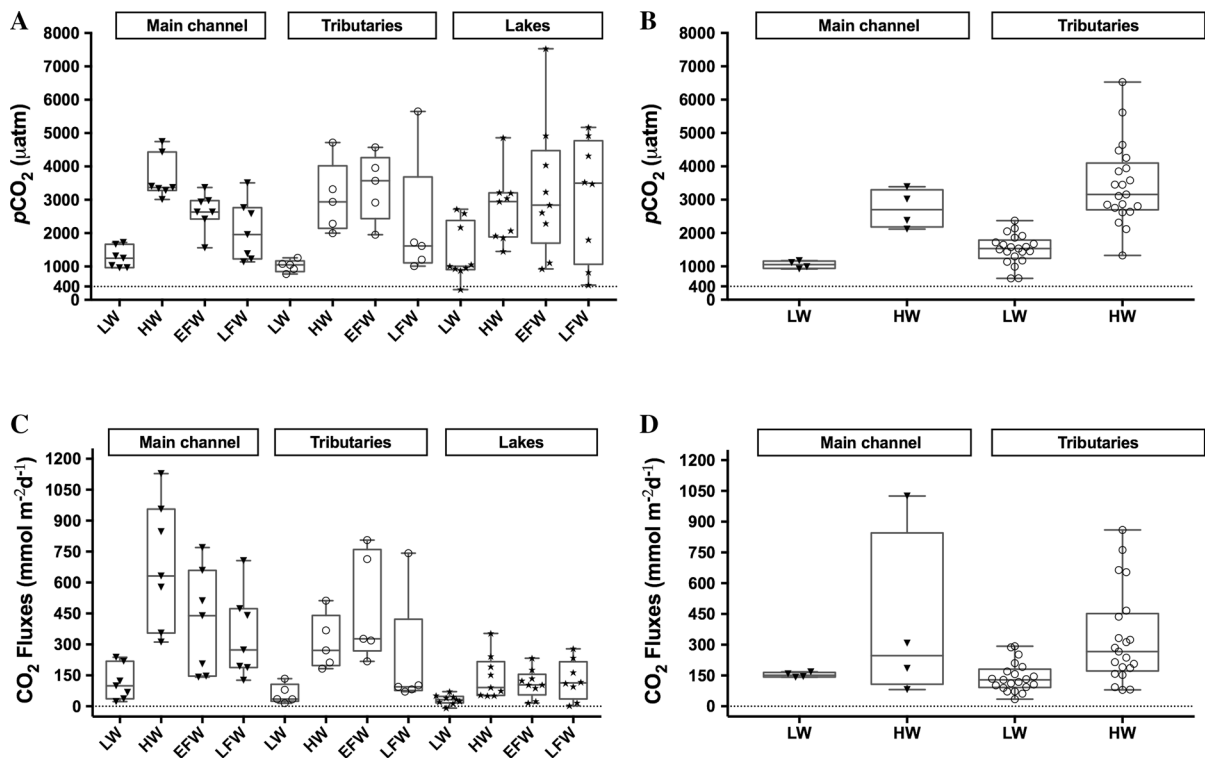 A
Main channel Tributaries Lakes
8000
7000
6000
5000
4000
3000
2000
1000
400
0
pCO2 (µatm)
LW HW EFW LFW LW HW EFW LFW LW HW EFW LFW
B
Main channel Tributaries
8000
7000
6000
5000
4000
3000
2000
1000
400
0
pCO2 (µatm)
LW HW LW HW
C
Main channel Tributaries Lakes
1200
1050
900
750
600
450
300
150
0
CO2 Fluxes (mmol m-2d-1)
LW HW EFW LFW LW HW EFW LFW LW HW EFW LFW
D
Main channel Tributaries
1200
1050
900
750
600
450
300
150
0
CO2 Fluxes (mmol m-2d-1)
LW HW LW HW